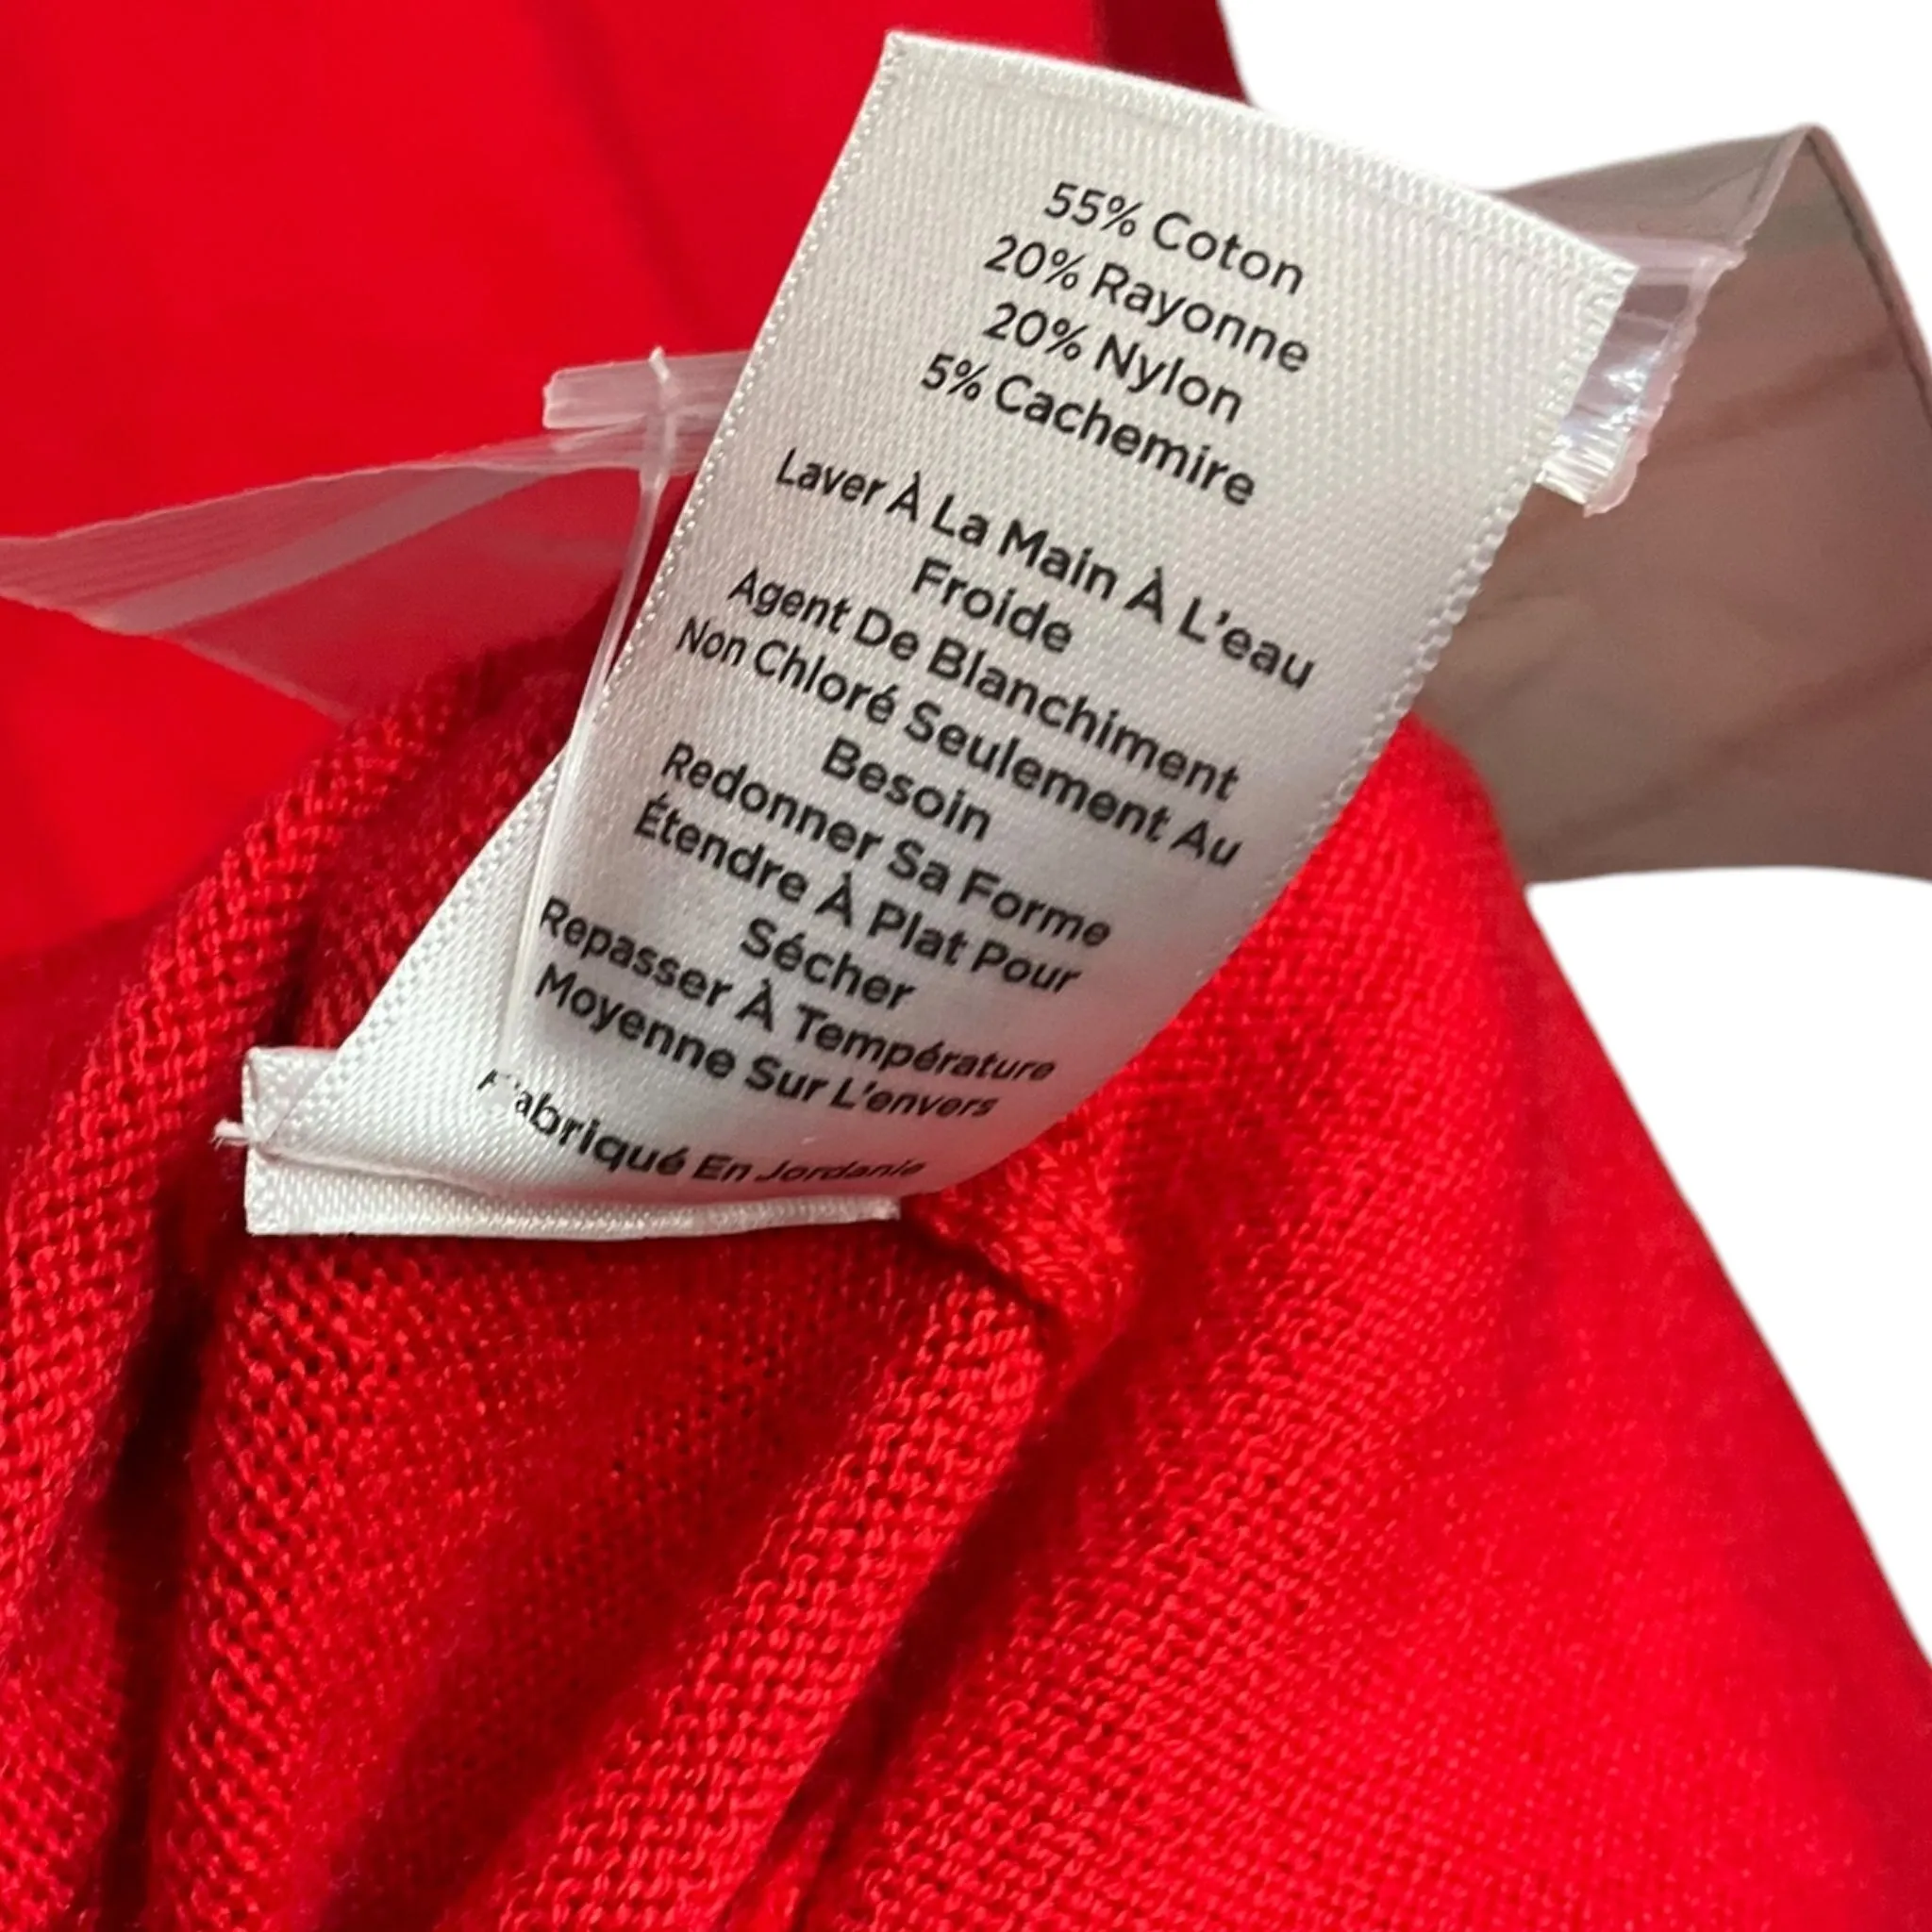 55% Coton
20% Rayonne
20% Nylon
5% Cachemire
Laver À La Main À L'eau
Froide
Agent De Blanchiment
Non Chloré Seulement Au
Besoin
Redonner Sa Forme
Étendre À Plat Pour
Sécher
Repasser À Température
Moyenne Sur L'envers
Fabriqué En Jordanie